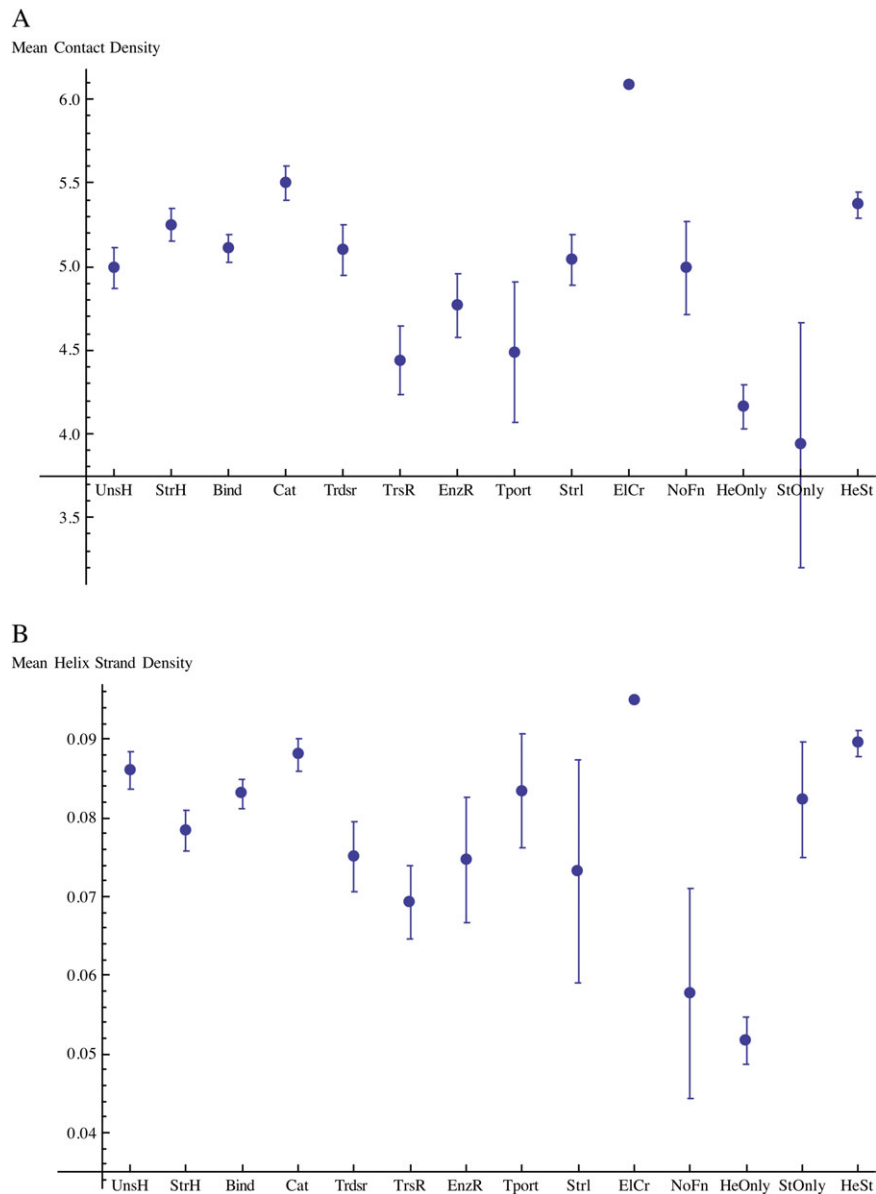 A
Mean Contact Density
6.0
5.5
5.0
4.5
4.0
UnsH StrH Bind Cat Trdsr TrsR EnzR Tport Strl ElCr NoFn HeOnly StOnly HeSt
3.5
B
Mean Helix Strand Density
0.09
0.08
0.07
0.06
0.05
0.04
UnsH StrH Bind Cat Trdsr TrsR EnzR Tport Strl ElCr NoFn HeOnly StOnly HeSt